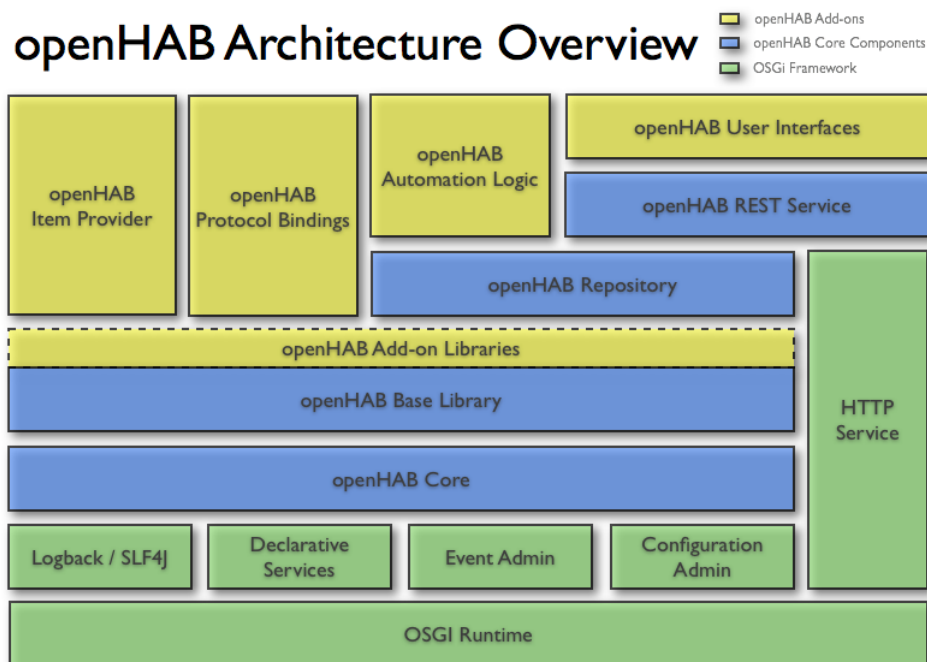 openHAB Architecture Overview
openHAB Add-ons
openHAB Core Components
OSGi Framework
openHAB
Item Provider
openHAB
Protocol Bindings
openHAB
Automation Logic
openHAB User Interfaces
openHAB REST Service
openHAB Repository
openHAB Add-on Libraries
openHAB Base Library
HTTP
Service
openHAB Core
Logback / SLF4J
Declarative
Services
Event Admin
Configuration
Admin
OSGI Runtime